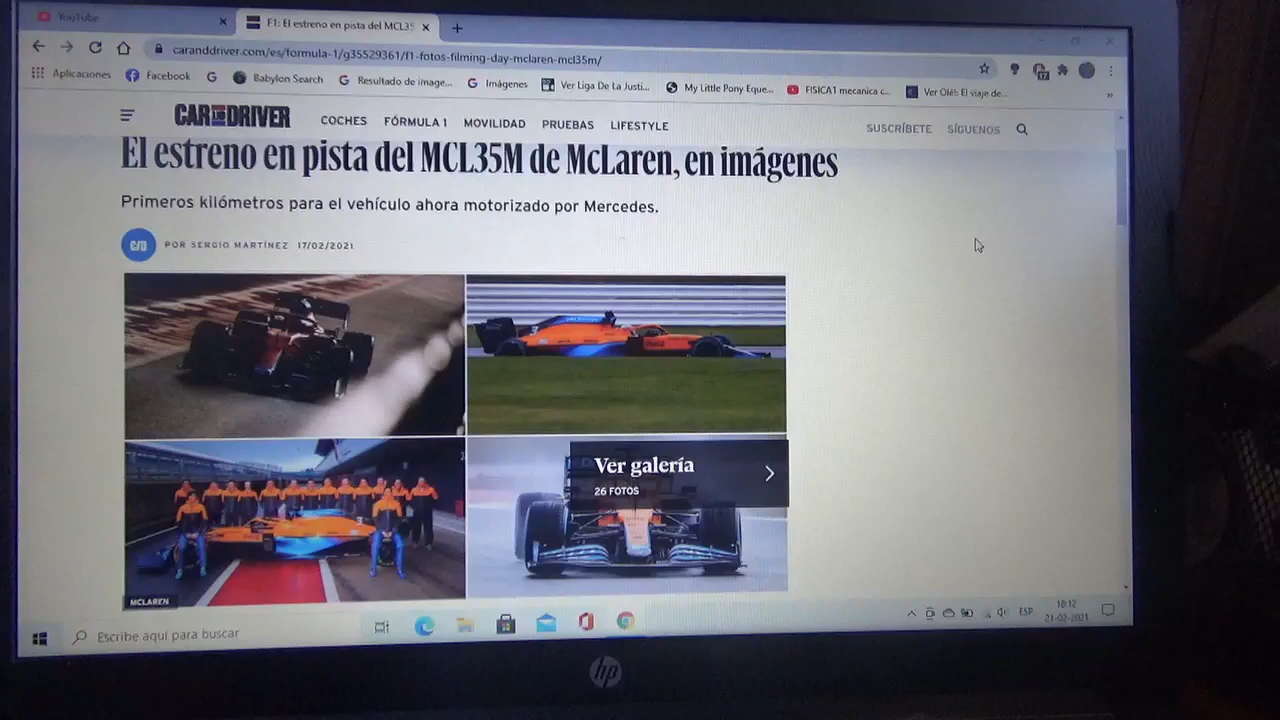 YouTube
F1: El estreno en pista del MCL35
caranddriver.com/es/formula-1/g35529361/f1-fotos-filming-day-mclaren-mcl35m/
Aplicaciones Facebook Babylon Search Resultado de image... Imágenes Ver Liga De La Justi... My Little Pony Eque... FISICA1 mecanica c... Ver Olé!: El viaje de...
17
CAR AND DRIVER COCHES FÓRMULA 1 MOVILIDAD PRUEBAS LIFESTYLE SUSCRÍBETE SÍGUENOS
El estreno en pista del MCL35M de McLaren, en imágenes
Primeros kilómetros para el vehículo ahora motorizado por Mercedes.
C/D POR SERGIO MARTÍNEZ 17/02/2021
Ver galería
26 FOTOS
MCLAREN
Escribe aquí para buscar
ESP
18:12
21-02-2021
hp